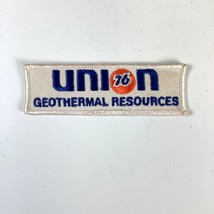 union
76
GEOTHERMAL RESOURCES